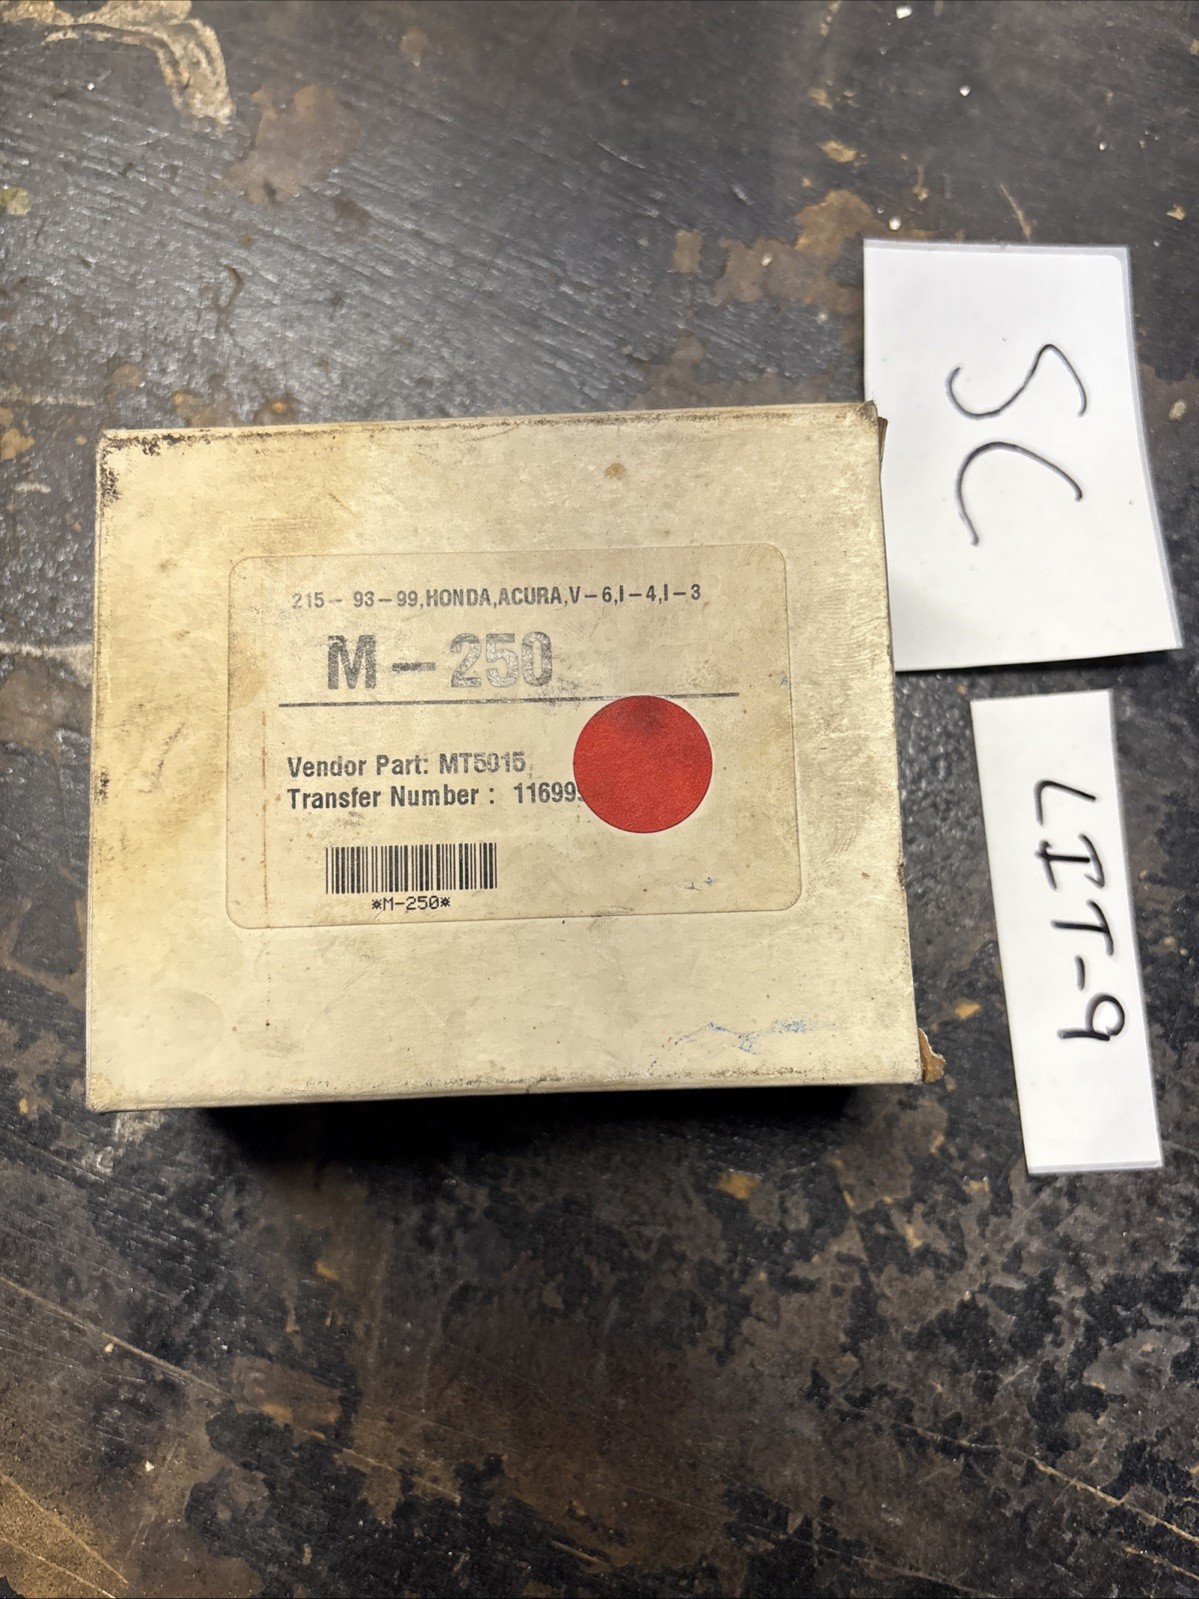 215- 93-99,HONDA,ACURA,V-6,I-4,I-3
M-250
Vendor Part: MT5015
Transfer Number : 11699
*M-250*
SC
LIT-9